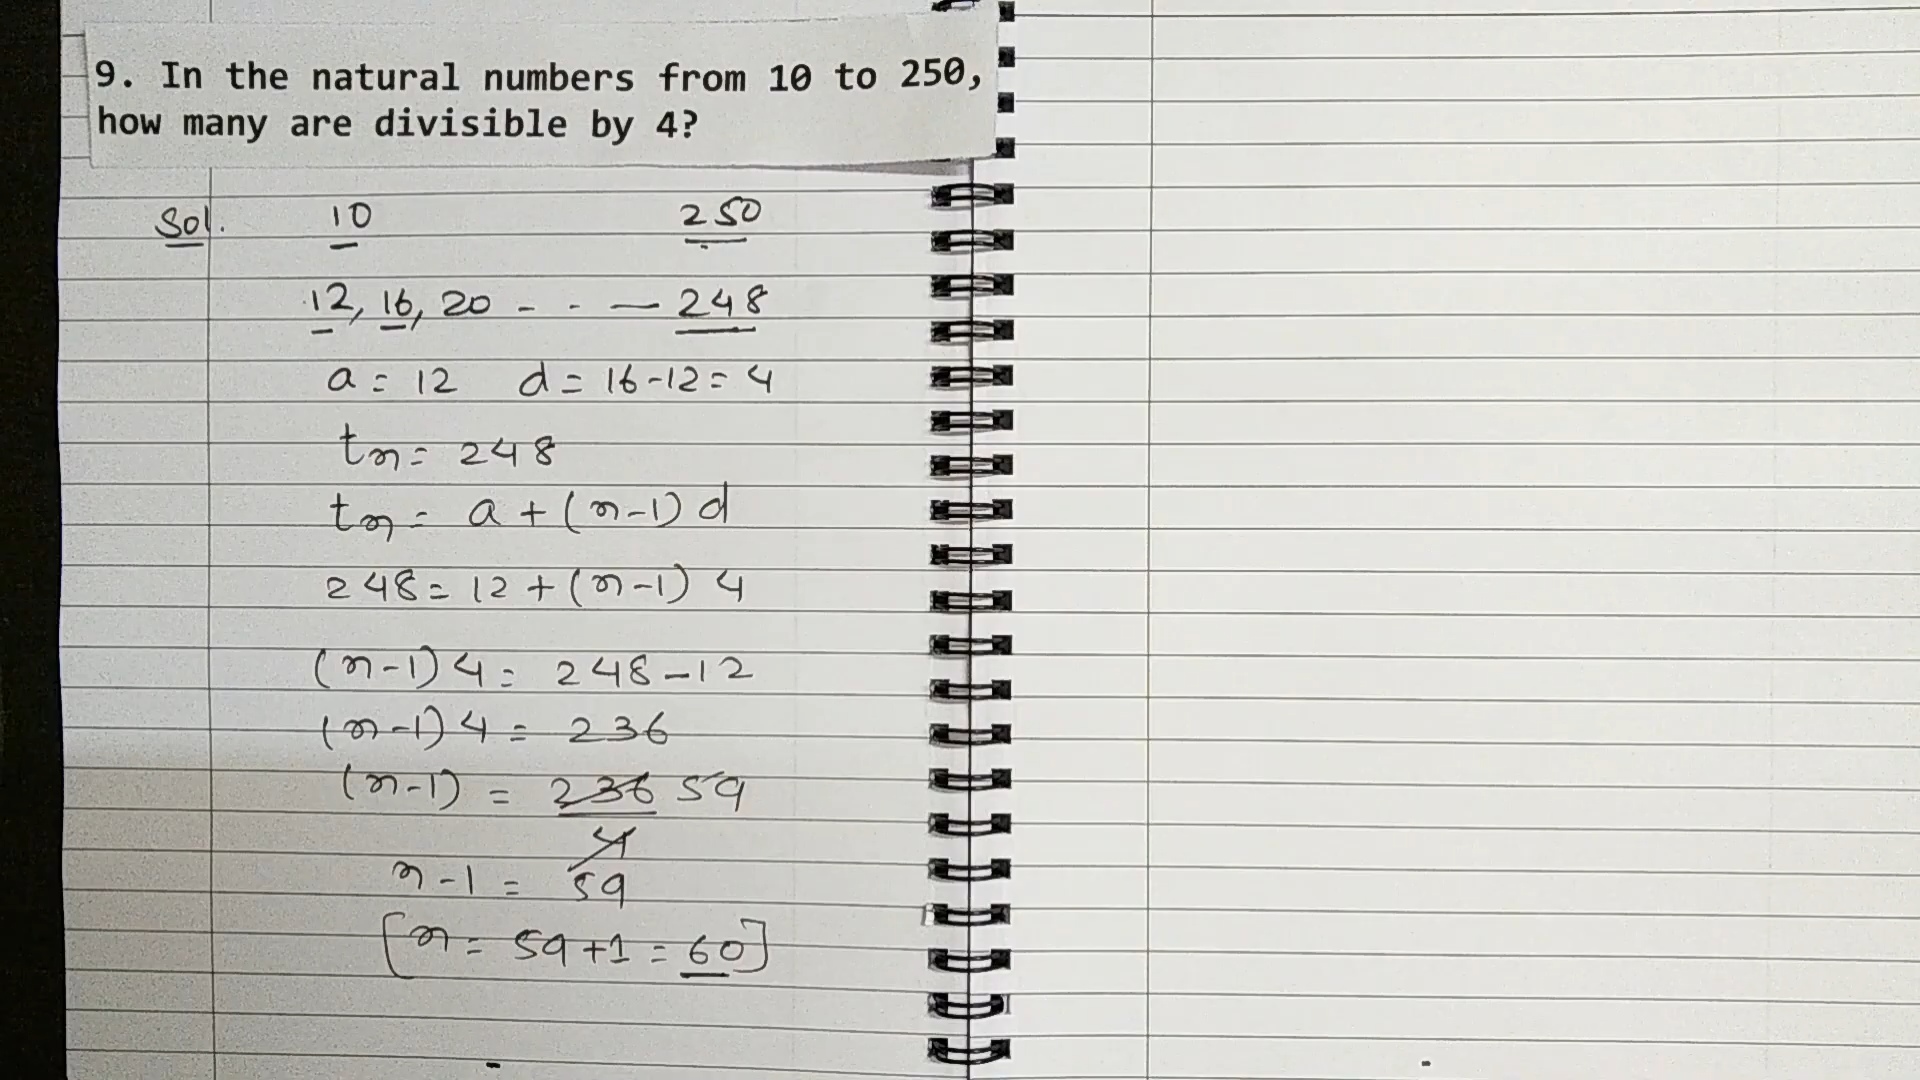 9. In the natural numbers from 10 to 250,
how many are divisible by 4?
Sol. 10 250
12, 16, 20 - - — 248
a = 12 d = 16-12 = 4
tn = 248
tn = a + (n-1) d
248 = 12 + (n-1) 4
(n-1) 4 = 248-12
(n-1) 4 = 236
(n-1) = 236 59
4
n-1 = 59
[n = 59+1 = 60]